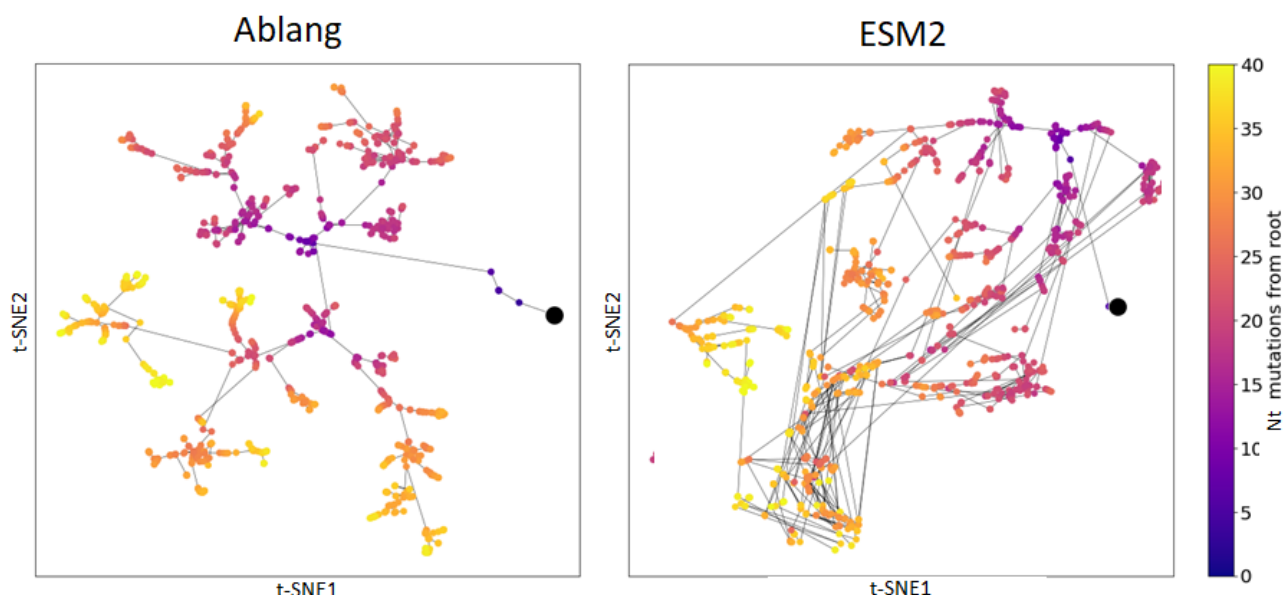 Ablang
ESM2
t-SNE2
t-SNE1
t-SNE2
t-SNE1
40
35
30
25
20
15
10
5
0
Nt mutations from root